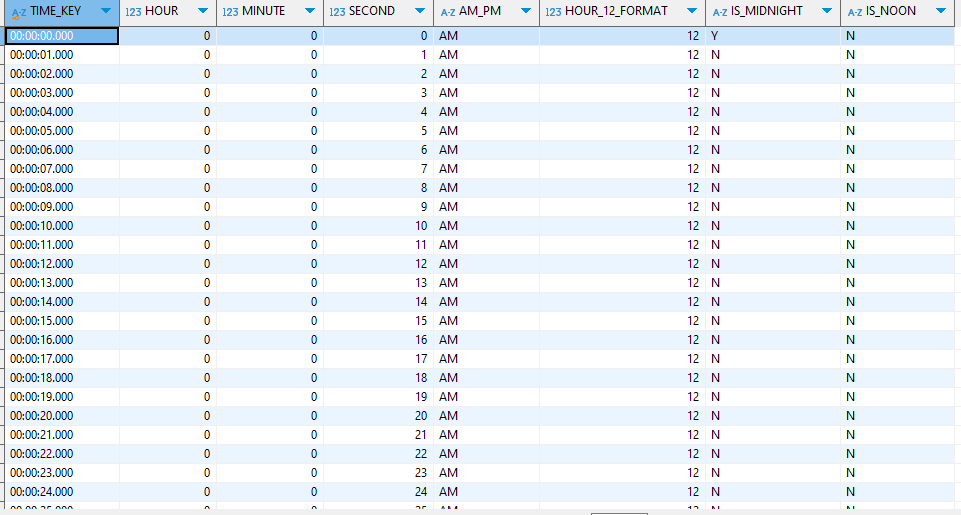 A-Z TIME_KEY 123 HOUR 123 MINUTE 123 SECOND A-Z AM_PM 123 HOUR_12_FORMAT A-Z IS_MIDNIGHT A-Z IS_NOON
00:00:00.000 0 0 0 AM 12 Y N
00:00:01.000 0 0 1 AM 12 N N
00:00:02.000 0 0 2 AM 12 N N
00:00:03.000 0 0 3 AM 12 N N
00:00:04.000 0 0 4 AM 12 N N
00:00:05.000 0 0 5 AM 12 N N
00:00:06.000 0 0 6 AM 12 N N
00:00:07.000 0 0 7 AM 12 N N
00:00:08.000 0 0 8 AM 12 N N
00:00:09.000 0 0 9 AM 12 N N
00:00:10.000 0 0 10 AM 12 N N
00:00:11.000 0 0 11 AM 12 N N
00:00:12.000 0 0 12 AM 12 N N
00:00:13.000 0 0 13 AM 12 N N
00:00:14.000 0 0 14 AM 12 N N
00:00:15.000 0 0 15 AM 12 N N
00:00:16.000 0 0 16 AM 12 N N
00:00:17.000 0 0 17 AM 12 N N
00:00:18.000 0 0 18 AM 12 N N
00:00:19.000 0 0 19 AM 12 N N
00:00:20.000 0 0 20 AM 12 N N
00:00:21.000 0 0 21 AM 12 N N
00:00:22.000 0 0 22 AM 12 N N
00:00:23.000 0 0 23 AM 12 N N
00:00:24.000 0 0 24 AM 12 N N